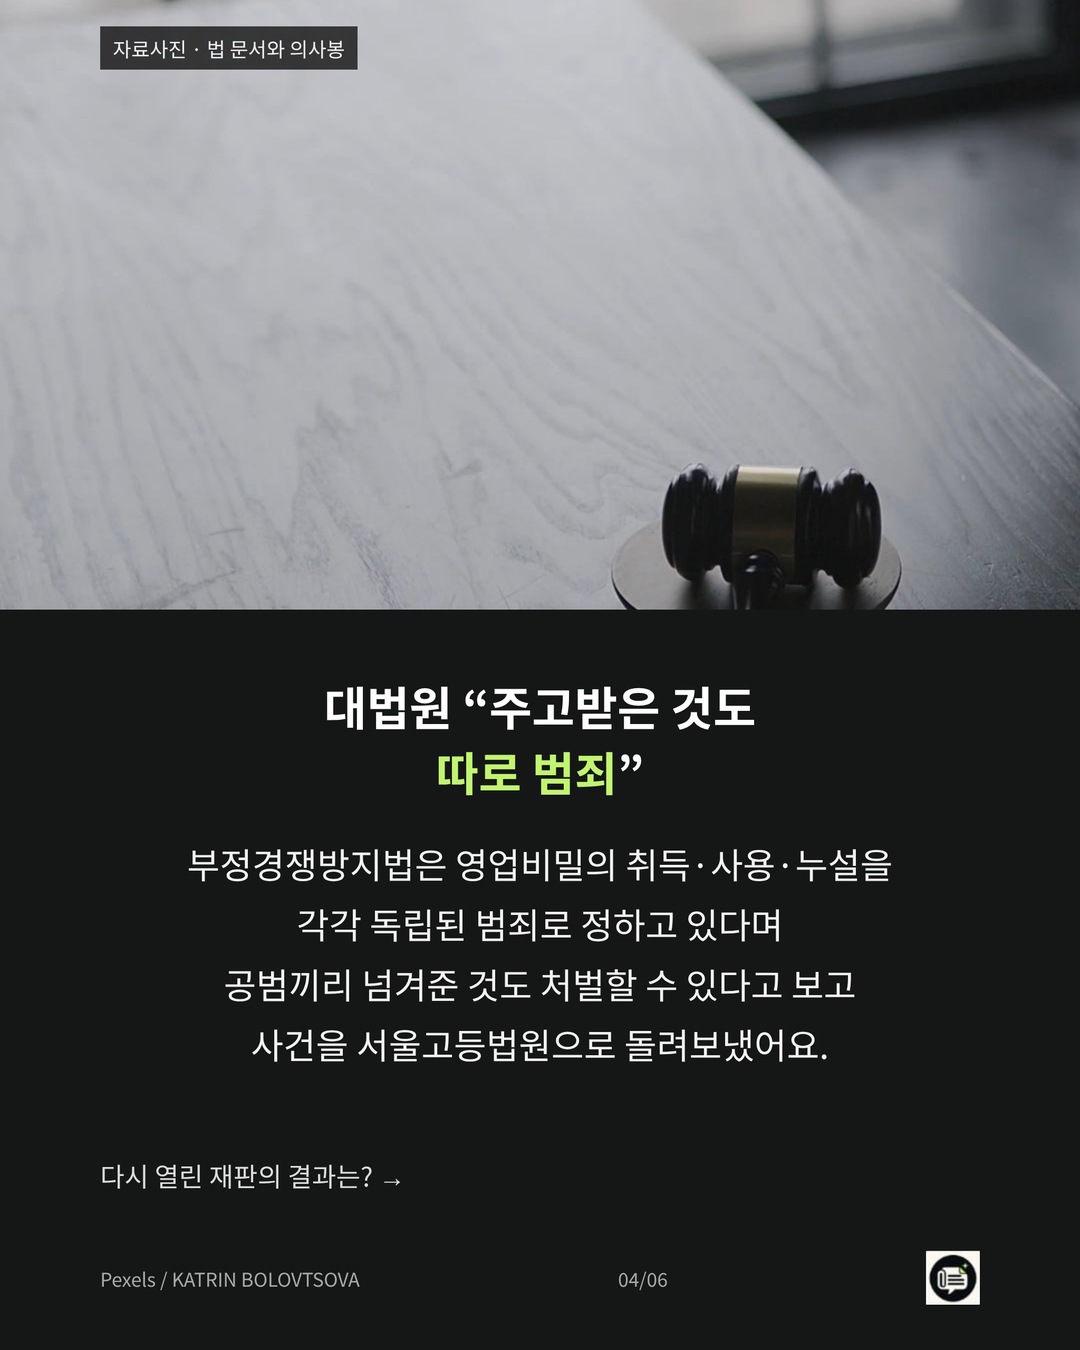 자료사진 · 법 문서와 의사봉
대법원 “주고받은 것도
따로 범죄”
부정경쟁방지법은 영업비밀의 취득·사용·누설을
각각 독립된 범죄로 정하고 있다며
공범끼리 넘겨준 것도 처벌할 수 있다고 보고
사건을 서울고등법원으로 돌려보냈어요.
다시 열린 재판의 결과는? →
Pexels / KATRIN BOLOVTSOVA
04/06